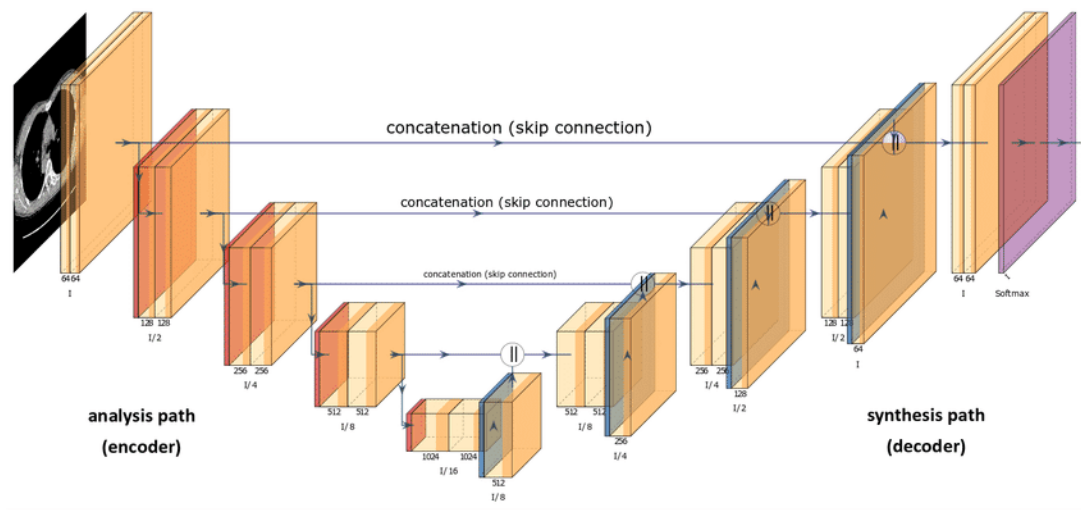 concatenation (skip connection)
concatenation (skip connection)
concatenation (skip connection)
64 64
I
128 128
I/2
256 256
I/4
512 512
I/8
1024 1024
I/16
512
I/8
512 512
I/8
256
I/4
256 256
I/4
128
I/2
128 128
I/2
64
I
64 64
I
Softmax
analysis path
(encoder)
synthesis path
(decoder)